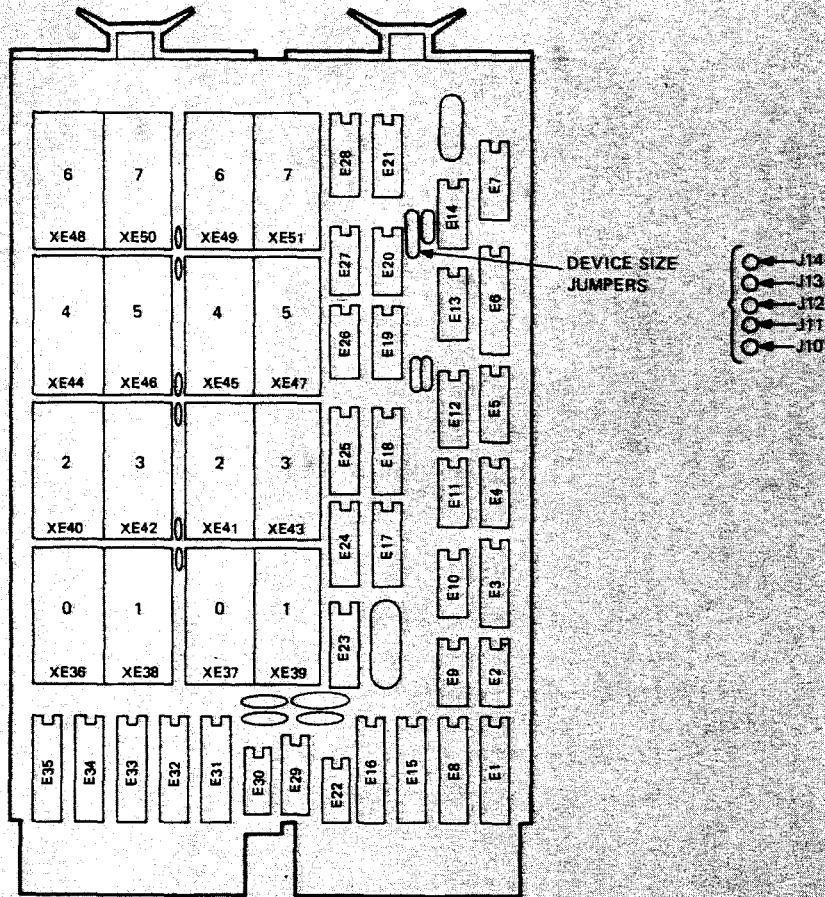 6 7 6 7
XE48 XE50 XE49 XE51
4 5 4 5
XE44 XE46 XE45 XE47
2 3 2 3
XE40 XE42 XE41 XE43
0 1 0 1
XE36 XE38 XE37 XE39
E28 E21
E14 E7
E27 E20
E13 E6
E26 E19
E12 E5
E25 E18
E11 E4
E24 E17
E10 E3
E23
E9 E2
E35 E34 E33 E32 E31 E30 E29 E22 E16 E15 E8 E1
DEVICE SIZE
JUMPERS
J14
J13
J12
J11
J10